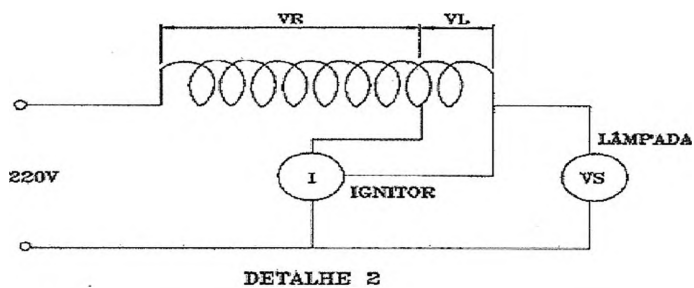 VR VL
LÂMPADA
220V
I
IGNITOR
VS
DETALHE 2